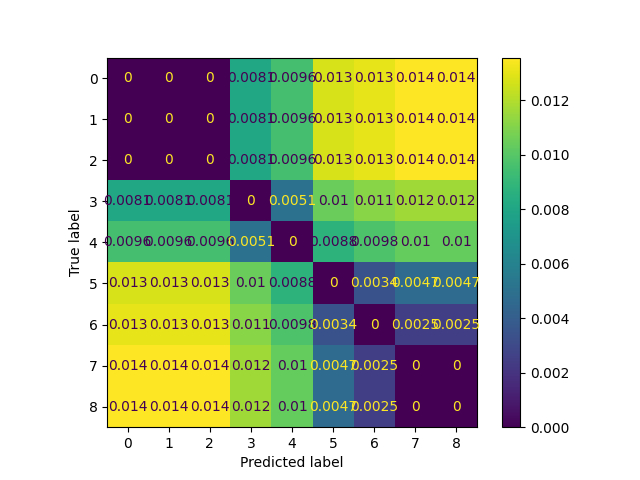 0 0 0 0 0.0081 0.0096 0.013 0.013 0.014 0.014
1 0 0 0 0.0081 0.0096 0.013 0.013 0.014 0.014
2 0 0 0 0.0081 0.0096 0.013 0.013 0.014 0.014
3 0.0081 0.0081 0.0081 0 0.0051 0.01 0.011 0.012 0.012
4 0.0096 0.0096 0.0096 0.0051 0 0.0088 0.0098 0.01 0.01
5 0.013 0.013 0.013 0.01 0.0088 0 0.0034 0.0047 0.0047
6 0.013 0.013 0.013 0.011 0.0098 0.0034 0 0.0025 0.0025
7 0.014 0.014 0.014 0.012 0.01 0.0047 0.0025 0 0
8 0.014 0.014 0.014 0.012 0.01 0.0047 0.0025 0 0
0 1 2 3 4 5 6 7 8
Predicted label
True label
0.012
0.010
0.008
0.006
0.004
0.002
0.000